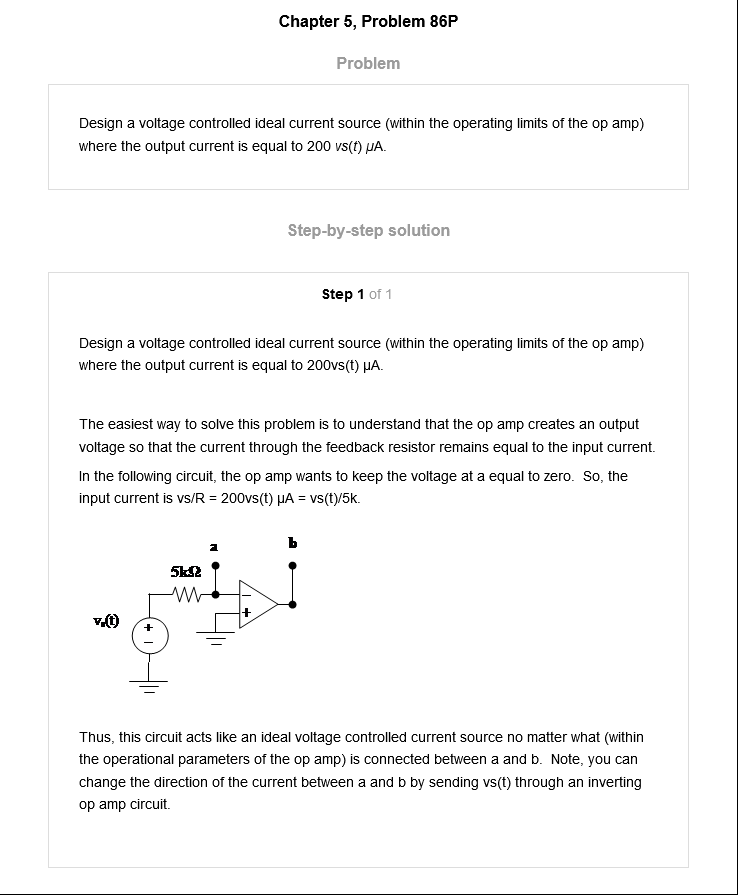 Chapter 5, Problem 86P
Problem
Design a voltage controlled ideal current source (within the operating limits of the op amp)
where the output current is equal to 200 vs(t) μA.
Step-by-step solution
Step 1 of 1
Design a voltage controlled ideal current source (within the operating limits of the op amp)
where the output current is equal to 200vs(t) μA.
The easiest way to solve this problem is to understand that the op amp creates an output
voltage so that the current through the feedback resistor remains equal to the input current.
In the following circuit, the op amp wants to keep the voltage at a equal to zero.  So, the
input current is vs/R = 200vs(t) μA = vs(t)/5k.
a
b
5kΩ
vs(t)
+
−
−
+
Thus, this circuit acts like an ideal voltage controlled current source no matter what (within
the operational parameters of the op amp) is connected between a and b.  Note, you can
change the direction of the current between a and b by sending vs(t) through an inverting
op amp circuit.